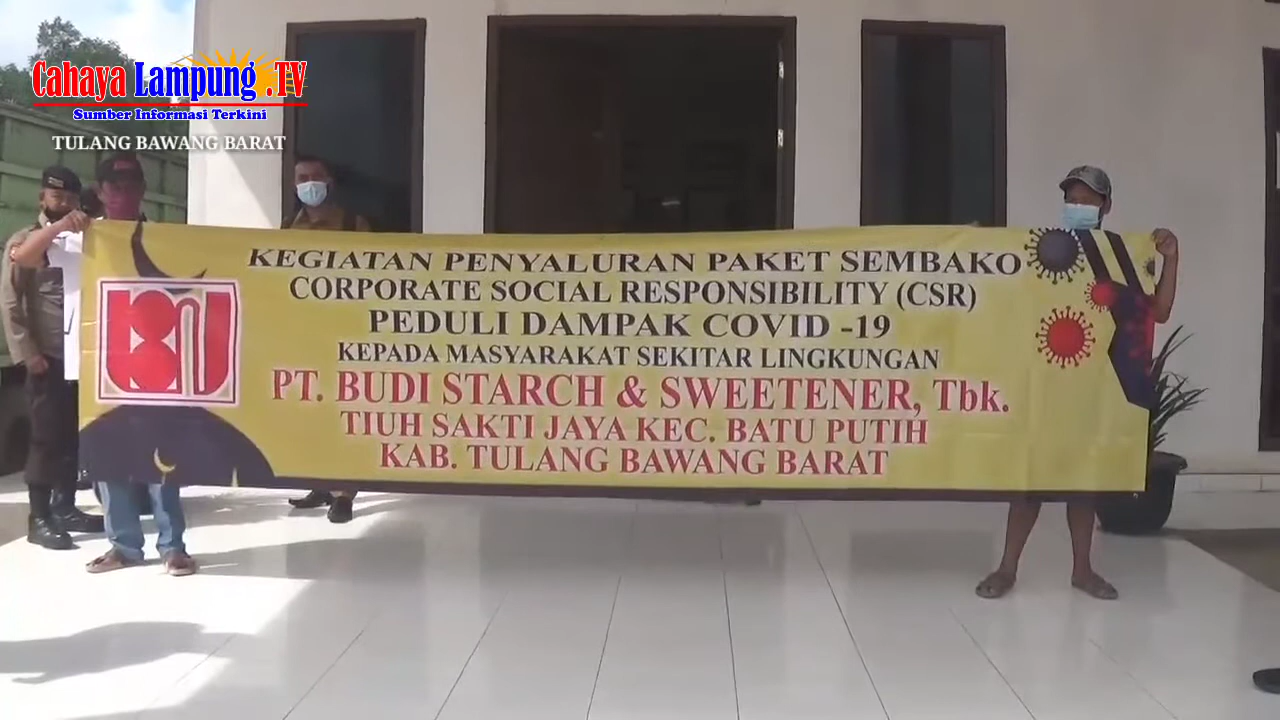 Cahaya Lampung .TV
Sumber Informasi Terkini
TULANG BAWANG BARAT
KEGIATAN PENYALURAN PAKET SEMBAKO
CORPORATE SOCIAL RESPONSIBILITY (CSR)
PEDULI DAMPAK COVID -19
KEPADA MASYARAKAT SEKITAR LINGKUNGAN
PT. BUDI STARCH & SWEETENER, Tbk.
TIUH SAKTI JAYA KEC. BATU PUTIH
KAB. TULANG BAWANG BARAT